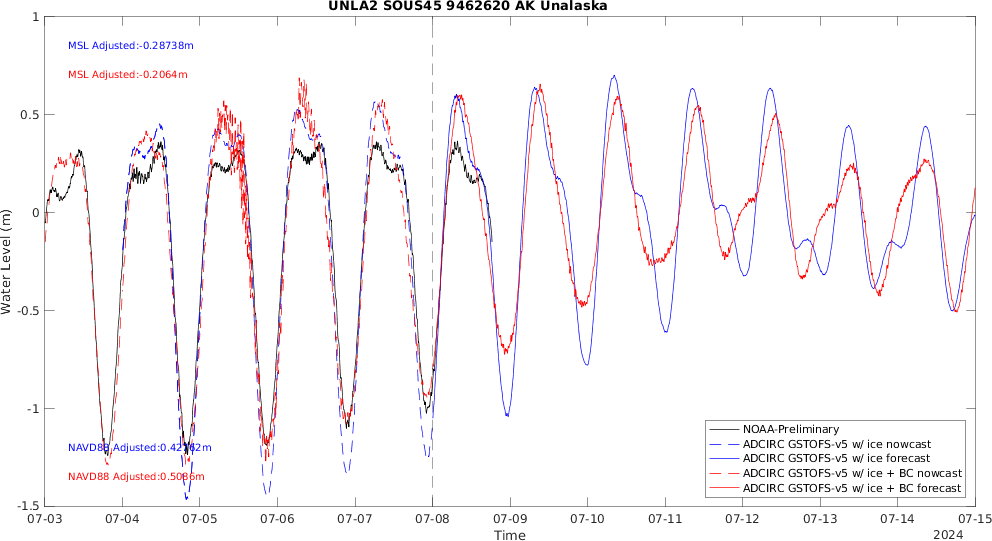 UNLA2 SOUS45 9462620 AK Unalaska
MSL Adjusted:-0.28738m
MSL Adjusted:-0.2064m
NAVD88 Adjusted:0.42262m
NAVD88 Adjusted:0.5036m
Water Level (m)
1
0.5
0
-0.5
-1
-1.5
07-03 07-04 07-05 07-06 07-07 07-08 07-09 07-10 07-11 07-12 07-13 07-14 07-15
Time
2024
NOAA-Preliminary
ADCIRC GSTOFS-v5 w/ ice nowcast
ADCIRC GSTOFS-v5 w/ ice forecast
ADCIRC GSTOFS-v5 w/ ice + BC nowcast
ADCIRC GSTOFS-v5 w/ ice + BC forecast